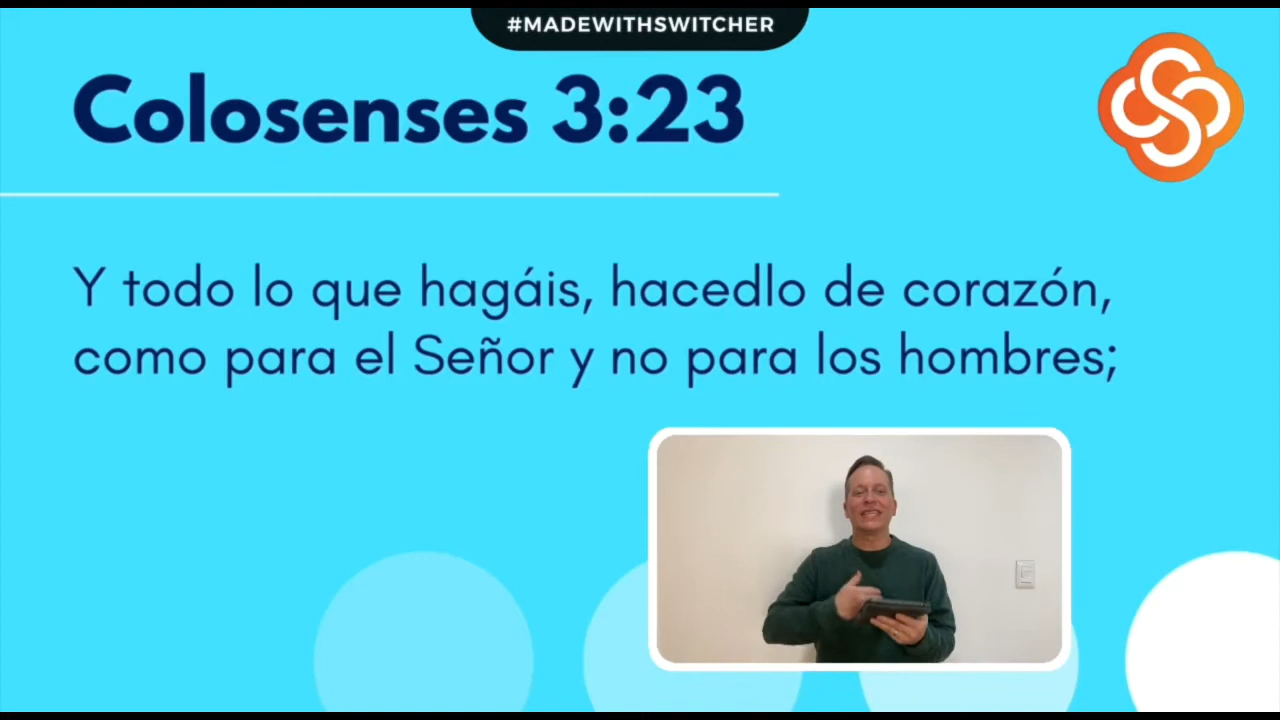 #MADEWITHSWITCHER
Colosenses 3:23
Y todo lo que hagáis, hacedlo de corazón,
como para el Señor y no para los hombres;